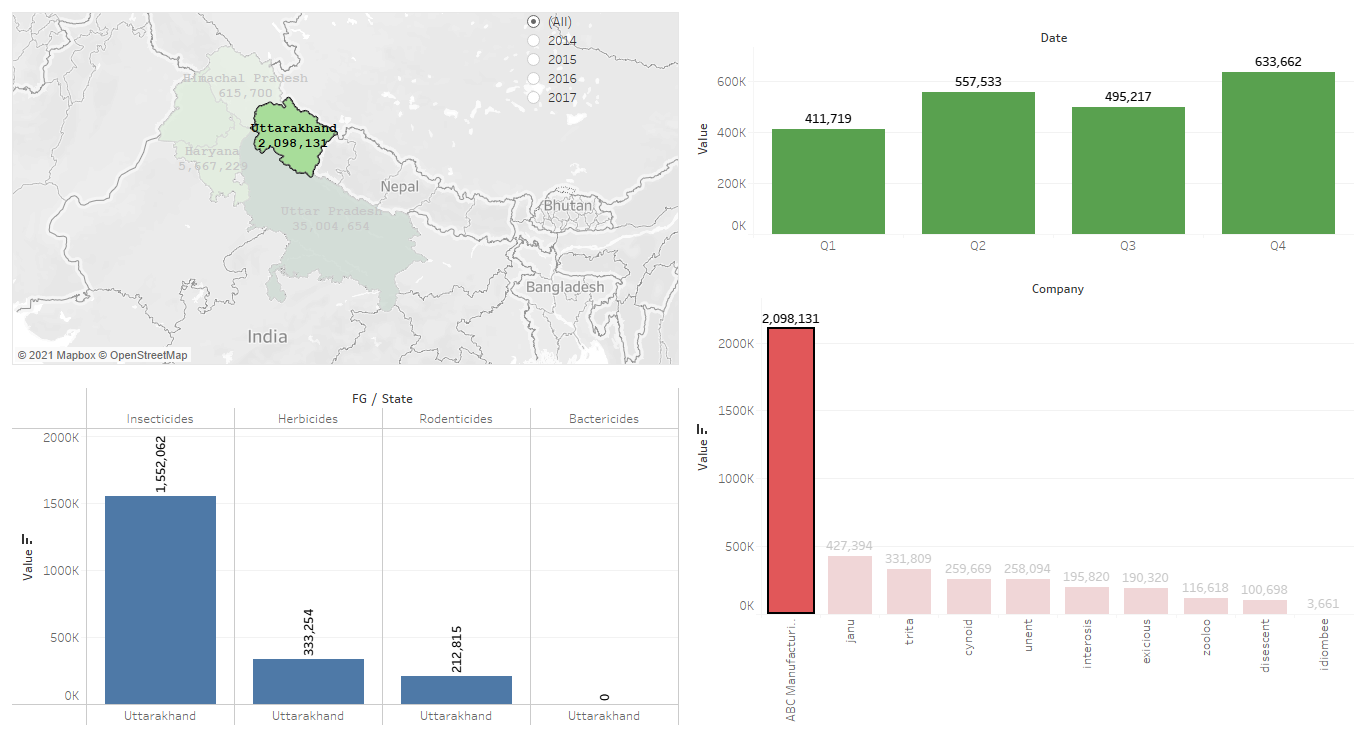 (All)
2014
2015
2016
2017
Himachal Pradesh
615,700
Uttarakhand
2,098,131
Haryana
5,667,229
Uttar Pradesh
35,004,654
Nepal
Bhutan
Bangladesh
India
© 2021 Mapbox © OpenStreetMap
Date
Value
600K
400K
200K
0K
411,719
557,533
495,217
633,662
Q1
Q2
Q3
Q4
FG / State
Insecticides
Herbicides
Rodenticides
Bactericides
Value
2000K
1500K
1000K
500K
0K
1,552,062
333,254
212,815
0
Uttarakhand
Uttarakhand
Uttarakhand
Uttarakhand
Company
Value
2000K
1500K
1000K
500K
0K
2,098,131
427,394
331,809
259,669
258,094
195,820
190,320
116,618
100,698
3,661
ABC Manufacturi..
janu
trita
cynoid
unent
interosis
exicious
zooloo
disescent
idiombee